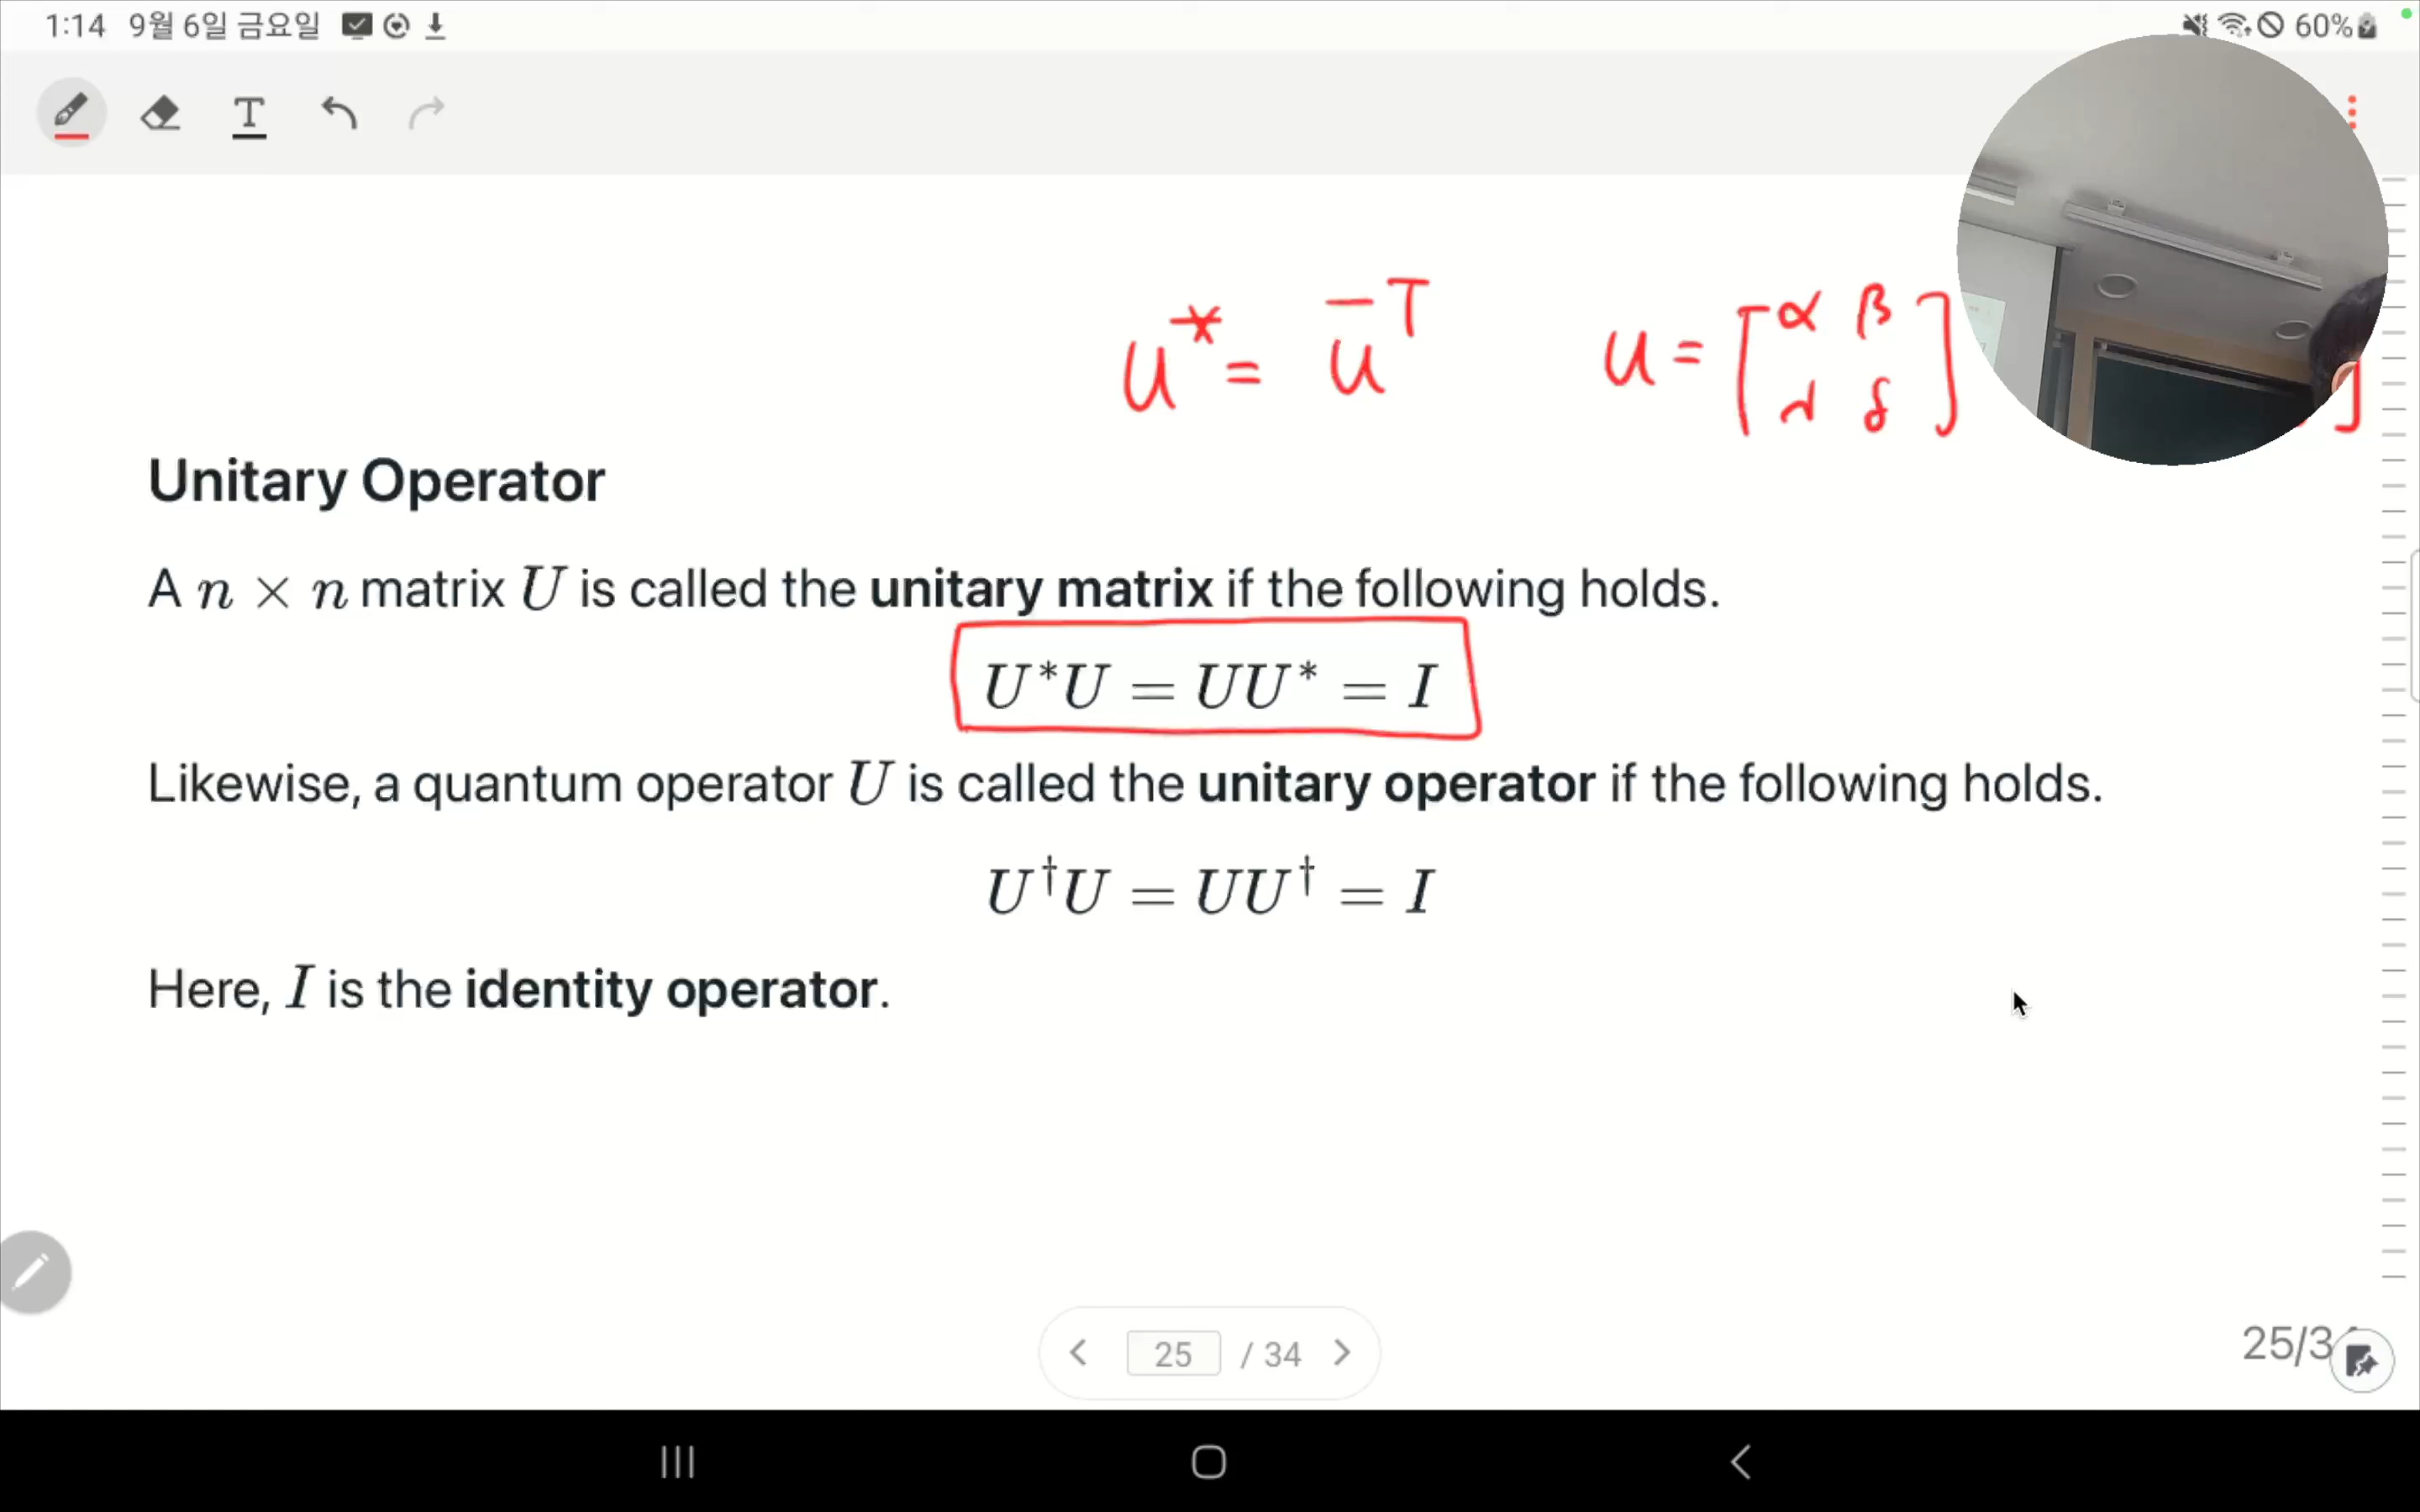 1:14 9월 6일 금요일 60%
T
U* = Ū^T U = [α β
γ δ] ]
Unitary Operator
A n × n matrix U is called the unitary matrix if the following holds.
U*U = UU* = I
Likewise, a quantum operator U is called the unitary operator if the following holds.
U†U = UU† = I
Here, I is the identity operator.
25 / 34
25/3